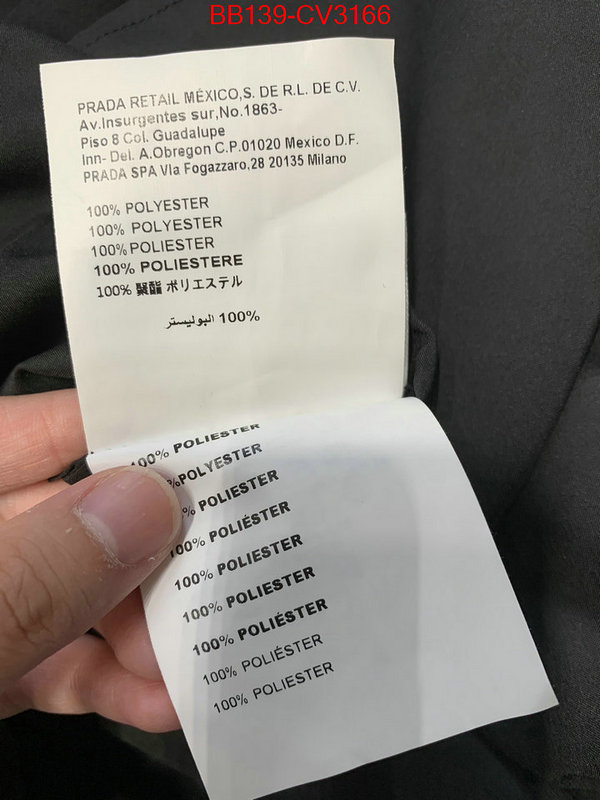 BB139-CV3166
PRADA RETAIL MÉXICO,S. DE R.L. DE C.V.
Av.Insurgentes sur,No.1863-
Piso 8 Col. Guadalupe
Inn- Del. A.Obregon C.P.01020 Mexico D.F.
PRADA SPA VIa Fogazzaro,28 20135 Milano
100% POLYESTER
100% POLYESTER
100% POLIESTER
100% POLIESTERE
100% 聚酯 ポリエステル
100% البوليستر
100% POLIESTER
%POLYESTER
% POLIESTER
100% POLIÉSTER
100% POLIESTER
100% POLIESTER
100% POLIÉSTER
100% POLIÉSTER
100% POLIESTER